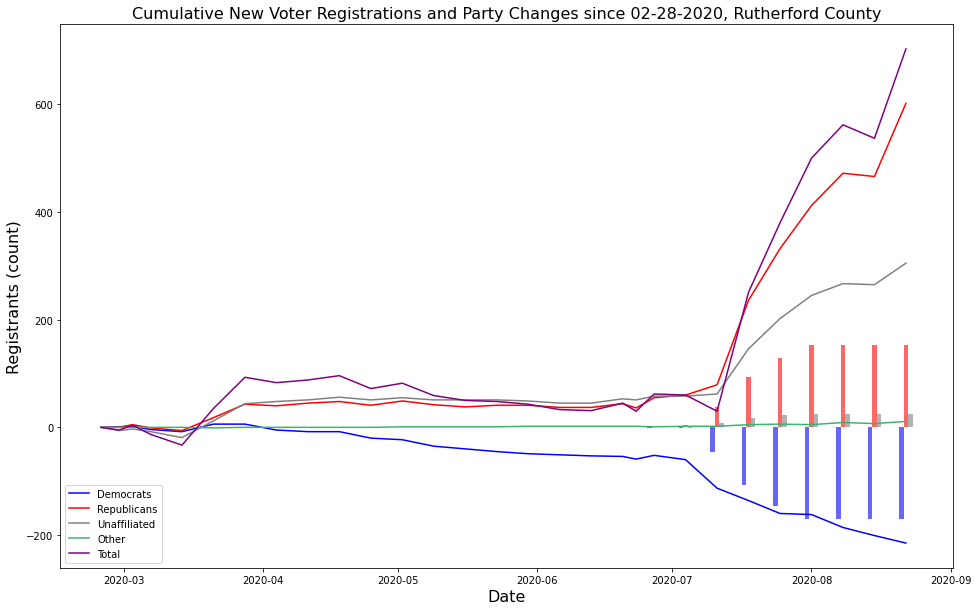 Cumulative New Voter Registrations and Party Changes since 02-28-2020, Rutherford County
Registrants (count)
600
400
200
0
−200
Democrats
Republicans
Unaffiliated
Other
Total
2020-03
2020-04
2020-05
2020-06
2020-07
2020-08
2020-09
Date